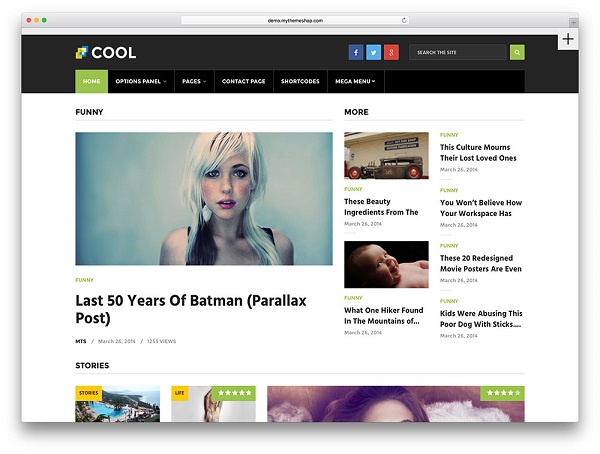 demo.mythemeshop.com
COOL
SEARCH THE SITE
HOME
OPTIONS PANEL
PAGES
CONTACT PAGE
SHORTCODES
MEGA MENU
FUNNY
FUNNY
Last 50 Years Of Batman (Parallax
Post)
MTS / March 26, 2014 / 1255 VIEWS
MORE
FUNNY
These Beauty
Ingredients From The
March 26, 2014
FUNNY
What One Hiker Found
In The Mountains of...
March 26, 2014
FUNNY
This Culture Mourns
Their Lost Loved Ones
March 26, 2014
FUNNY
You Won't Believe How
Your Workspace Has
March 26, 2014
FUNNY
These 20 Redesigned
Movie Posters Are Even
March 26, 2014
FUNNY
Kids Were Abusing This
Poor Dog With Sticks....
March 26, 2014
STORIES
STORIES
LIFE